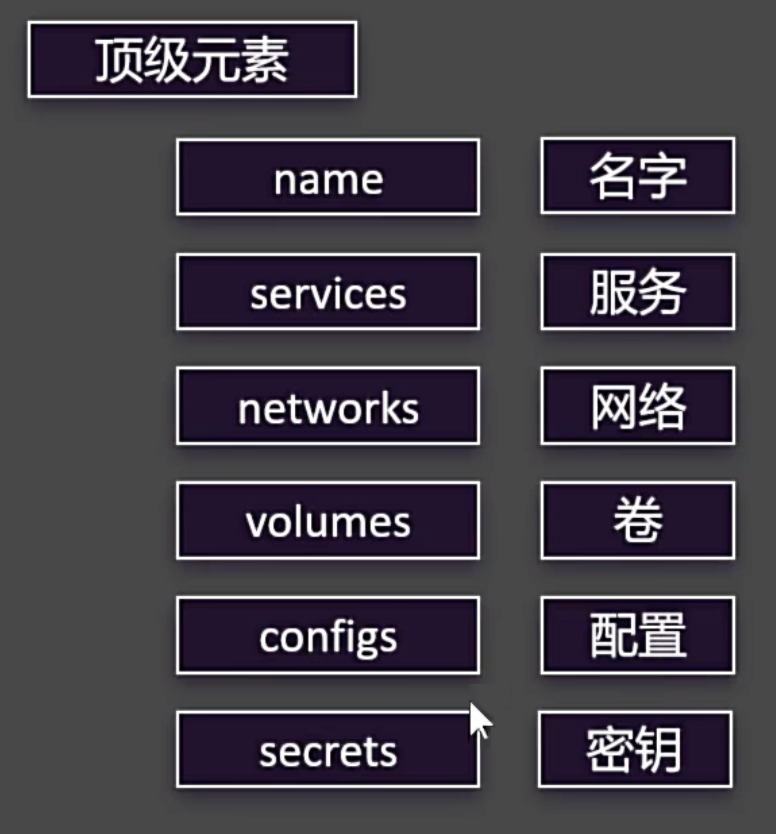 顶级元素
name 名字
services 服务
networks 网络
volumes 卷
configs 配置
secrets 密钥